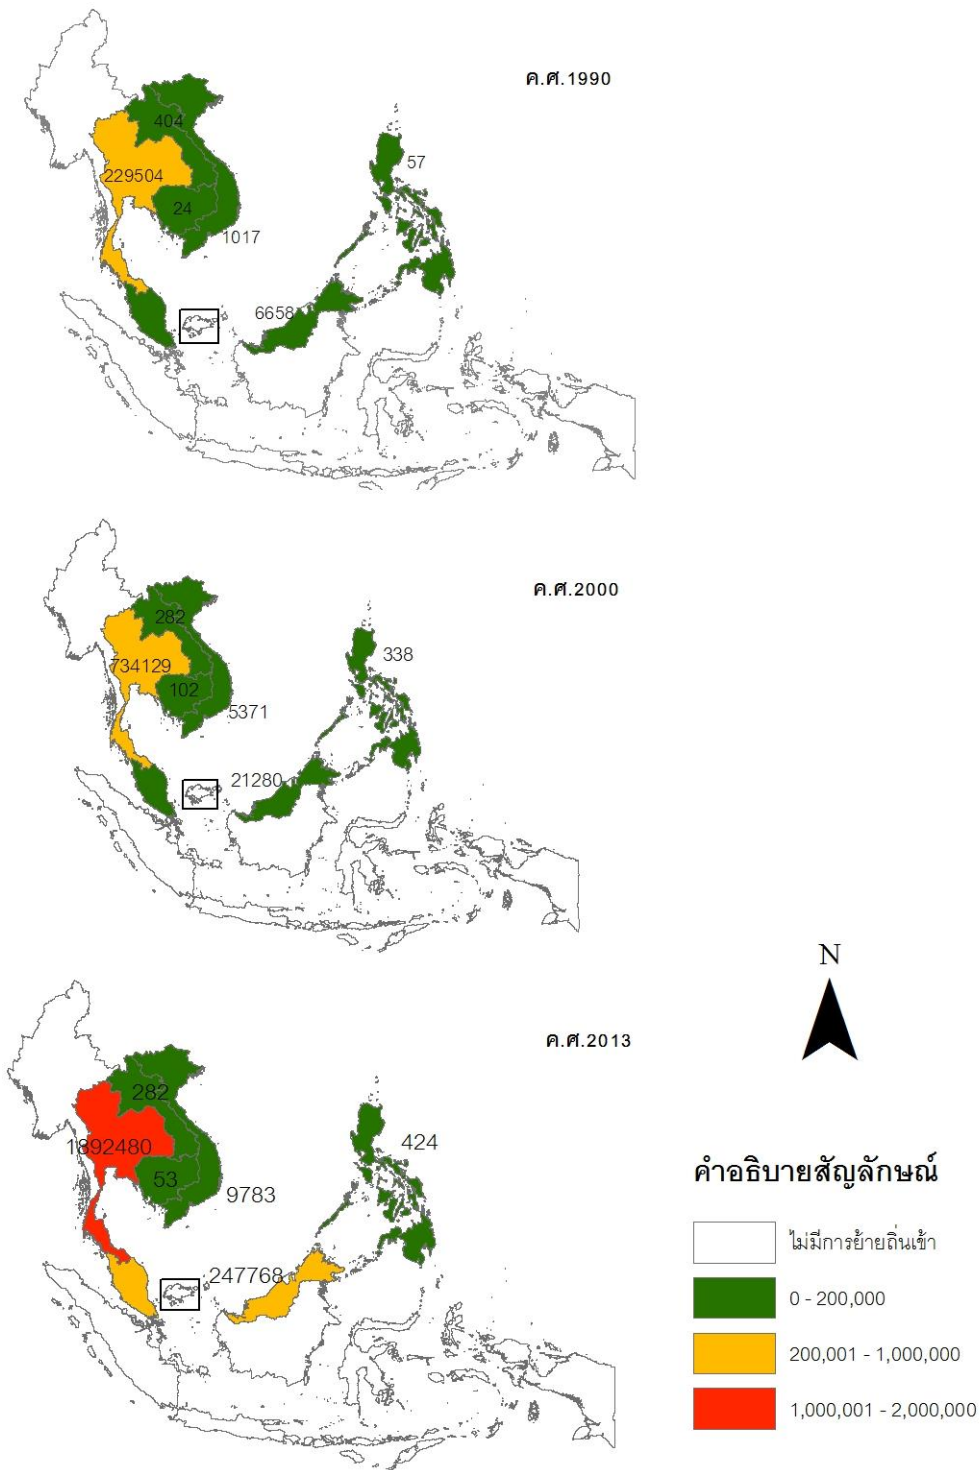 ค.ศ.1990
404
57
229504
24
1017
6658
ค.ศ.2000
282
338
734129
102
5371
21280
N
ค.ศ.2013
282
424
1892480
53
9783
247768
คำอธิบายสัญลักษณ์
ไม่มีการย้ายถิ่นเข้า
0 - 200,000
200,001 - 1,000,000
1,000,001 - 2,000,000